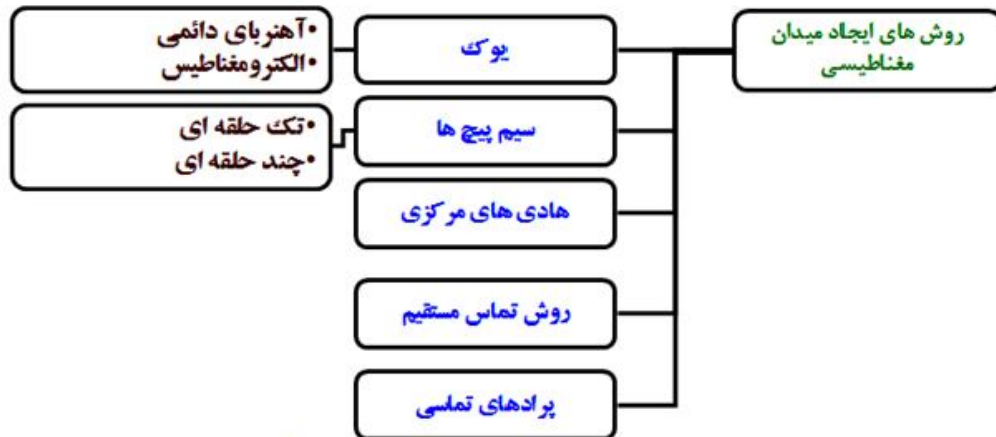 روش های ایجاد میدان
مغناطیسی
یوک
•آهنربای دائمی
•الکترومغناطیس
سیم پیچ ها
•تک حلقه ای
•چند حلقه ای
هادی های مرکزی
روش تماس مستقیم
پرادهای تماسی